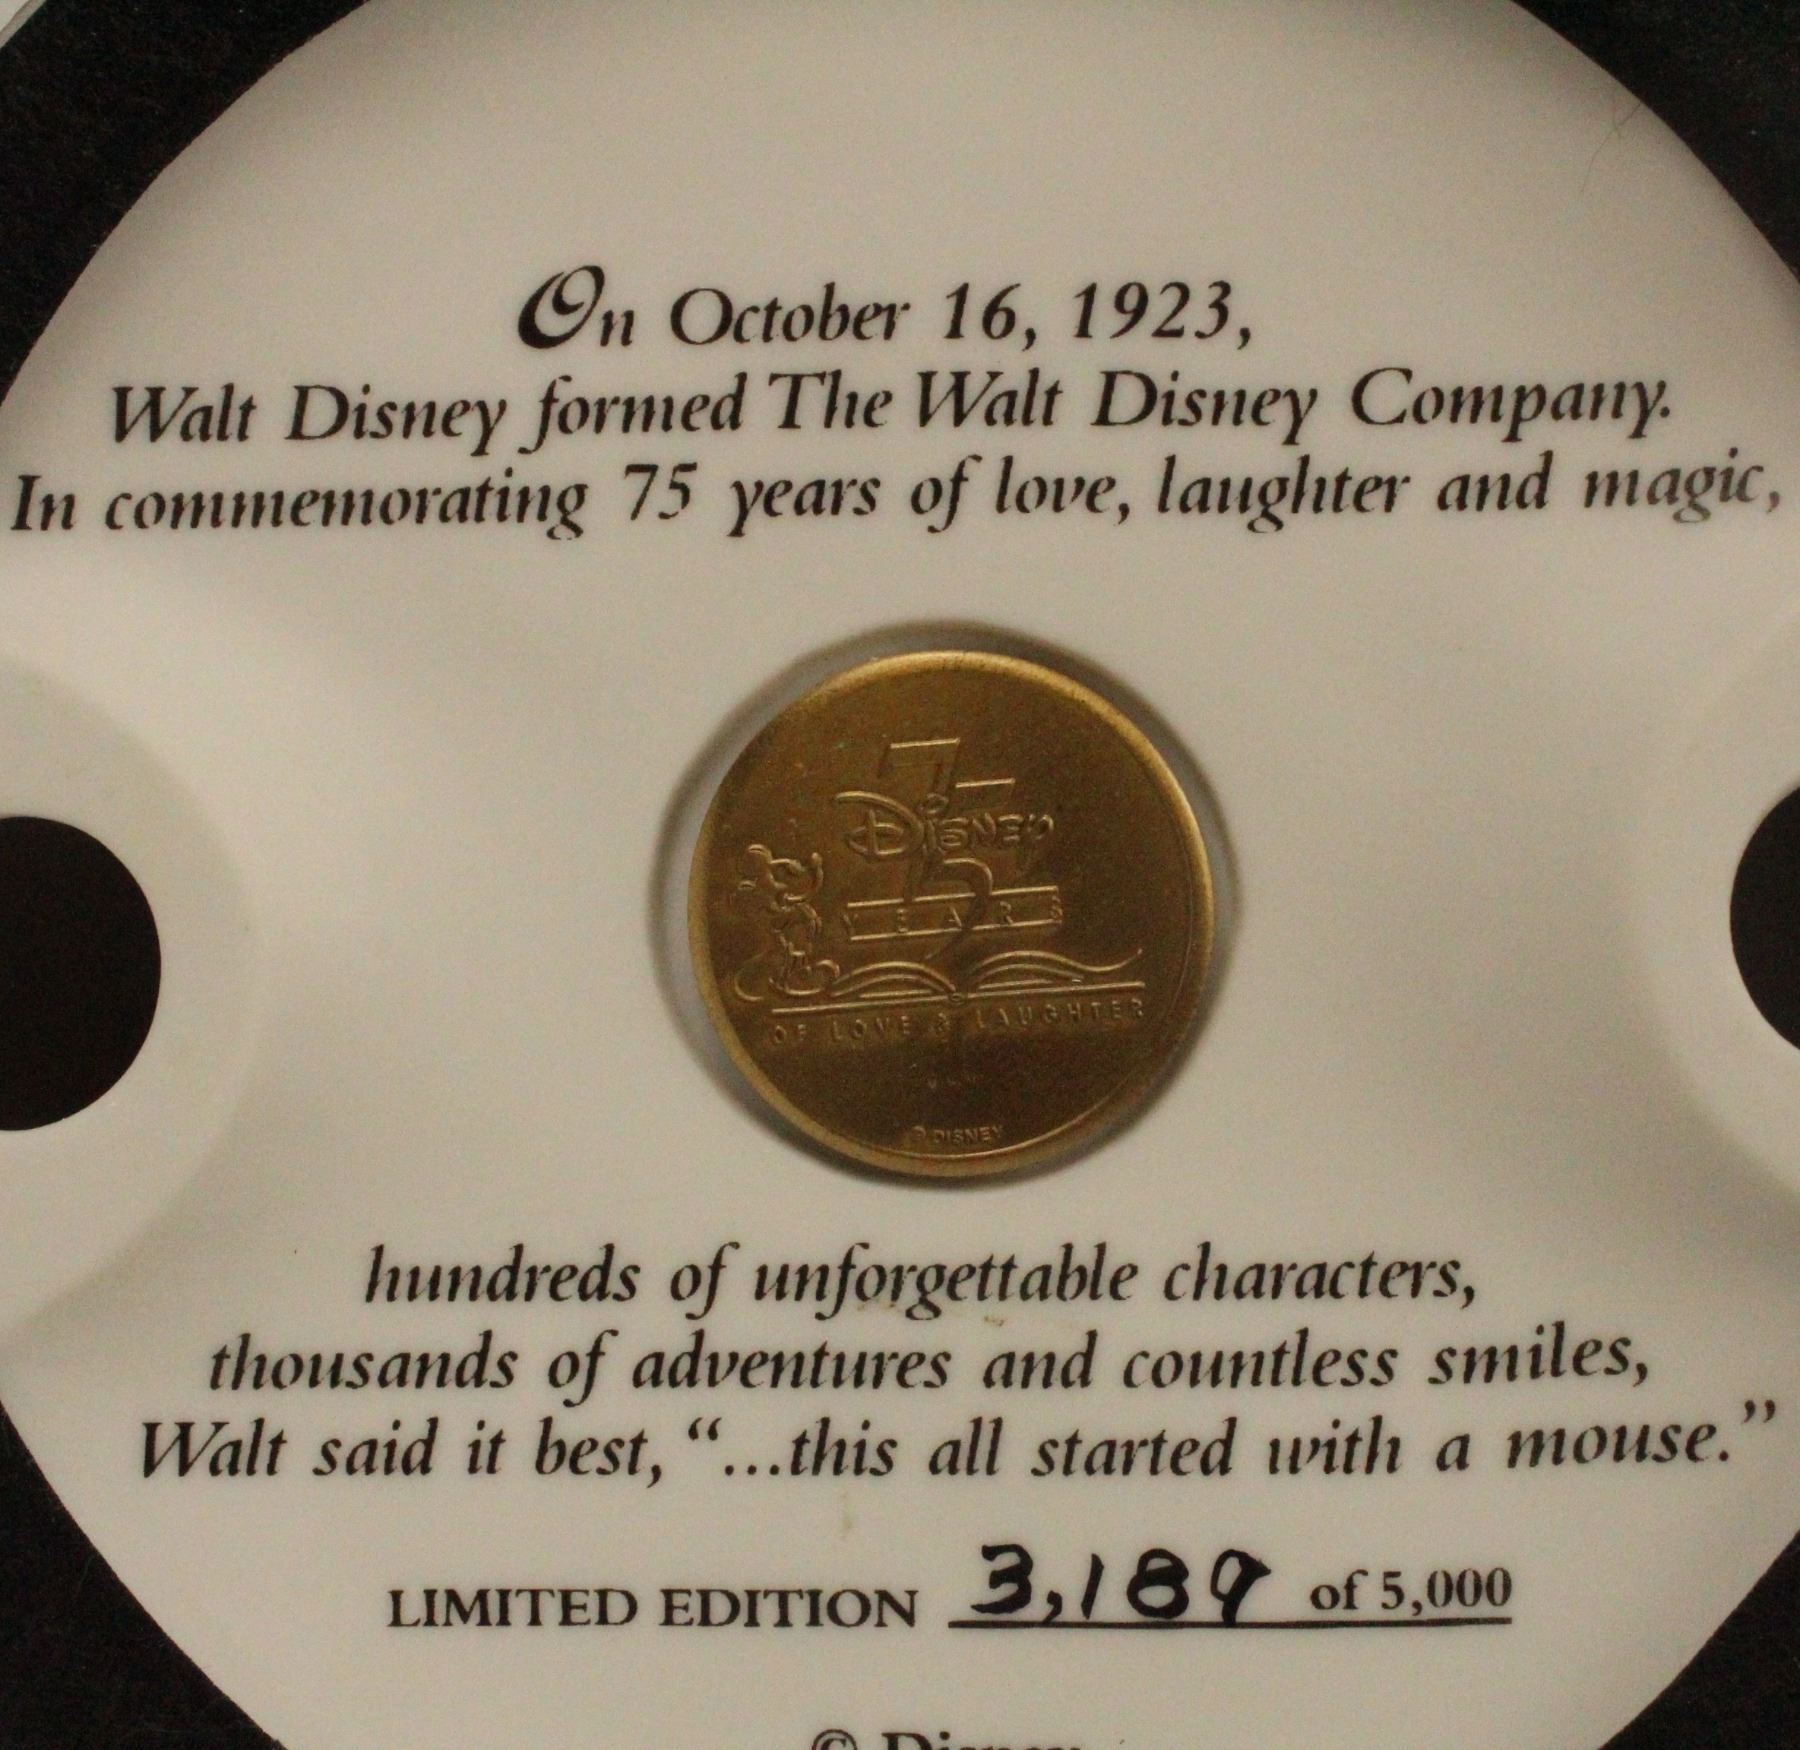 On October 16, 1923,
Walt Disney formed The Walt Disney Company.
In commemorating 75 years of love, laughter and magic,
75
Disney
YEARS
OF LOVE & LAUGHTER
© DISNEY
hundreds of unforgettable characters,
thousands of adventures and countless smiles,
Walt said it best, “...this all started with a mouse.”
LIMITED EDITION 3,189 of 5,000
© Disney